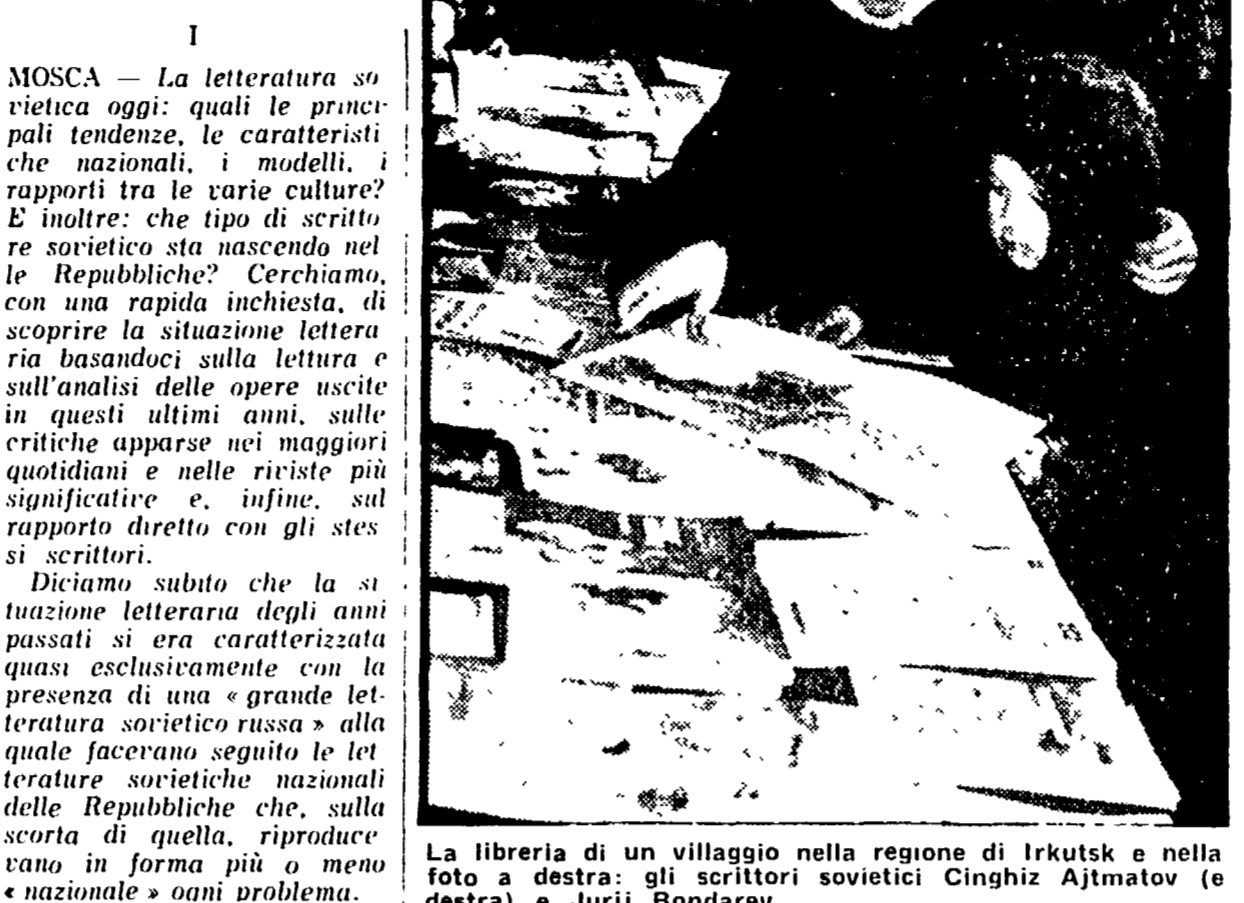 I
MOSCA — La letteratura so
vietica oggi: quali le princi-
pali tendenze, le caratteristi
che nazionali, i modelli, i
rapporti tra le varie culture?
E inoltre: che tipo di scritto
re sovietico sta nascendo nel
le Repubbliche? Cerchiamo,
con una rapida inchiesta, di
scoprire la situazione lettera
ria basandoci sulla lettura e
sull'analisi delle opere uscite
in questi ultimi anni, sulle
critiche apparse nei maggiori
quotidiani e nelle riviste più
significative e, infine, sul
rapporto diretto con gli stes
si scrittori.
Diciamo subito che la si
tuazione letteraria degli anni
passati si era caratterizzata
quasi esclusivamente con la
presenza di una « grande let-
teratura sovietico russa » alla
quale facevano seguito le let
terature sovietiche nazionali
delle Repubbliche che, sulla
scorta di quella, riproduce
vano in forma più o meno
« nazionale » ogni problema.
La libreria di un villaggio nella regione di Irkutsk e nella
foto a destra: gli scrittori sovietici Cinghiz Ajtmatov (e
destra) e Jurij Bondarev